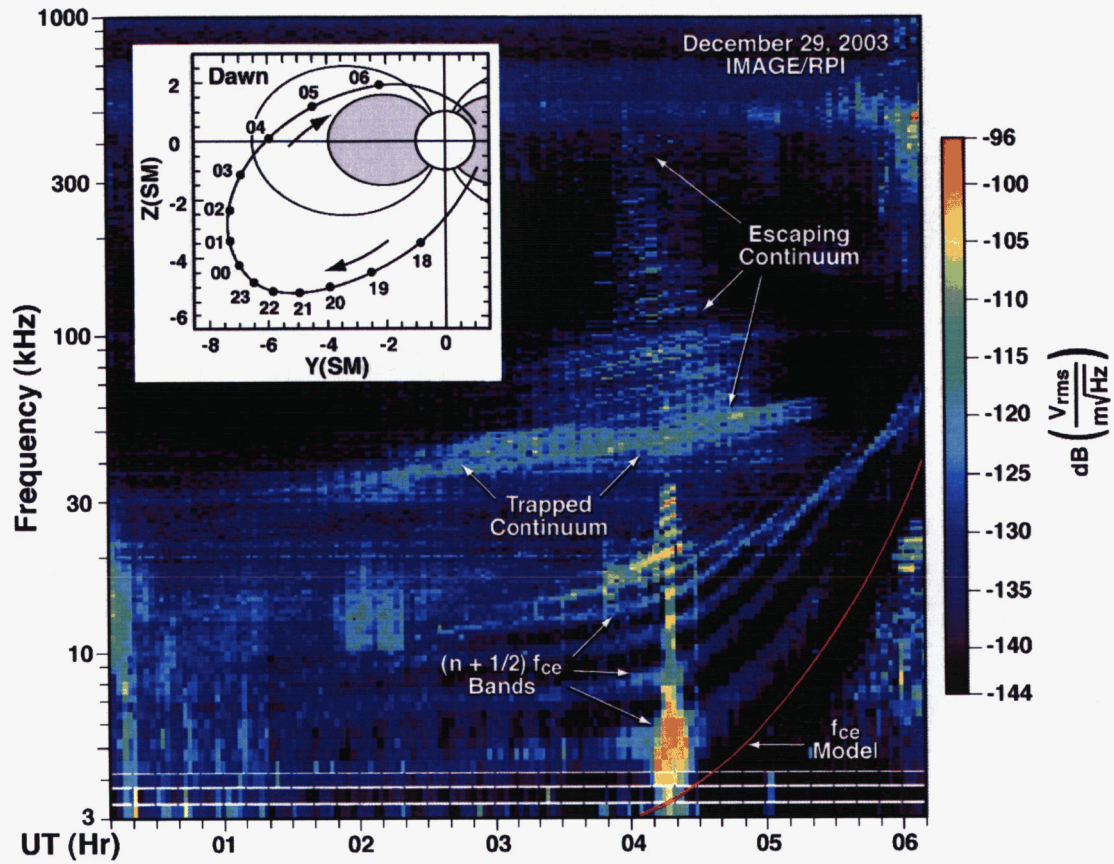 1000
300
100
30
10
3
Frequency (kHz)
UT (Hr)
01
02
03
04
05
06
December 29, 2003
IMAGE/RPI
Dawn
2
0
-2
-4
-6
Z(SM)
-8
-6
-4
-2
0
Y(SM)
06
05
04
03
02
01
00
23
22
21
20
19
18
Escaping
Continuum
Trapped
Continuum
(n + 1/2) fce
Bands
fce
Model
-96
-100
-105
-110
-115
-120
-125
-130
-135
-140
-144
dB (Vrms / m√Hz)